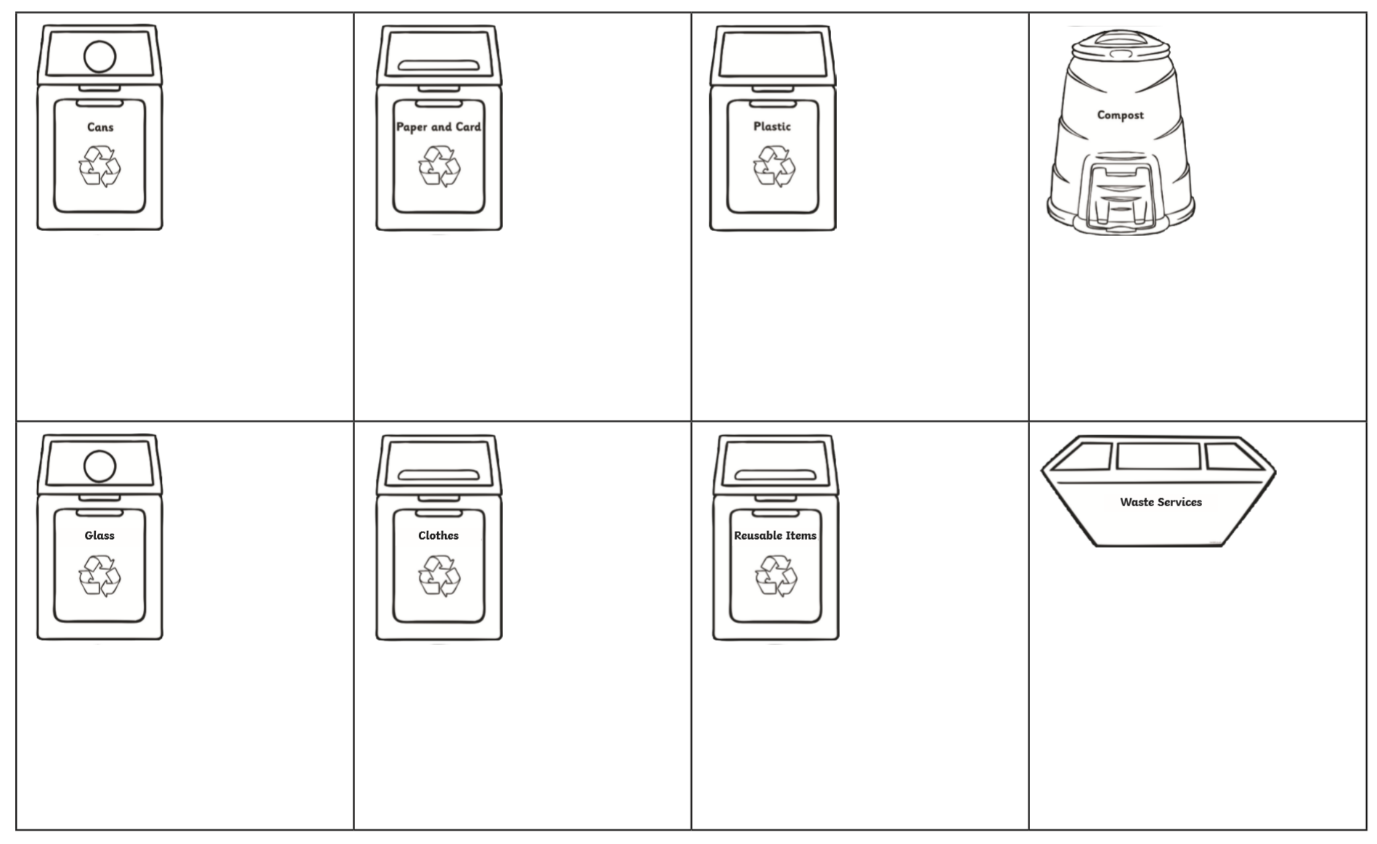 Cans
Paper and Card
Plastic
Compost
Glass
Clothes
Reusable Items
Waste Services